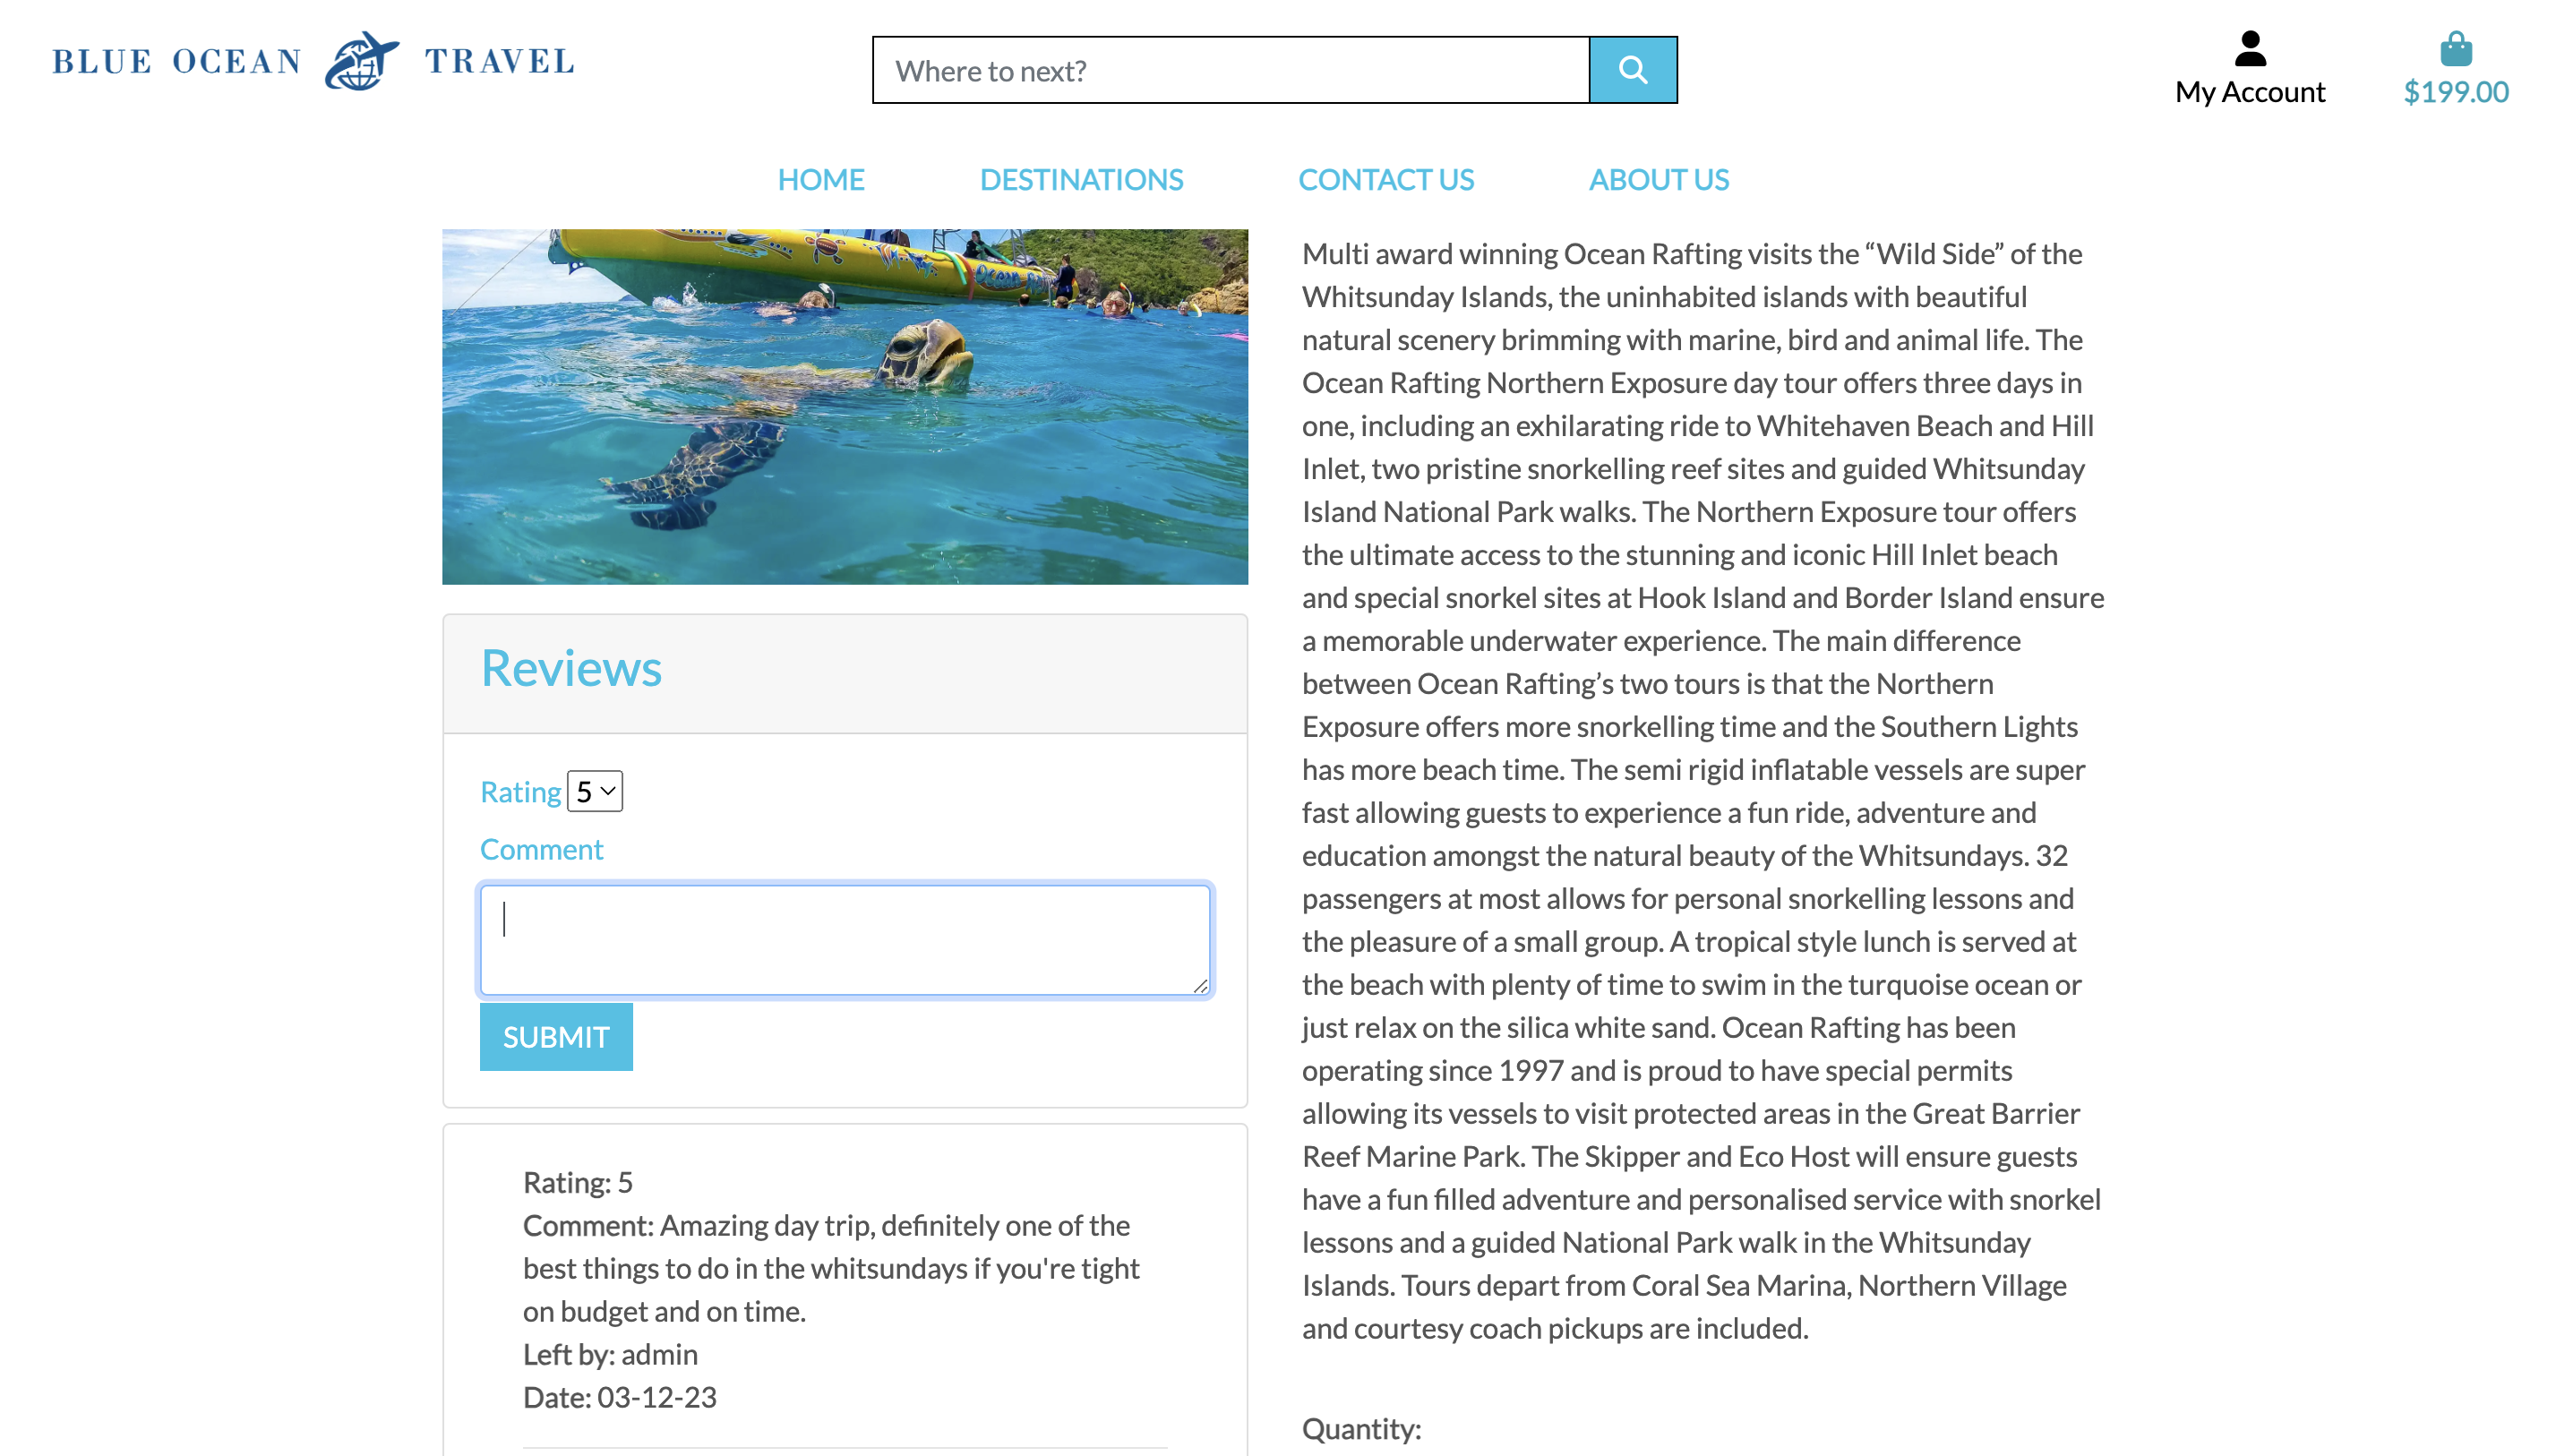 BLUE OCEAN TRAVEL
Where to next?
My Account
$199.00
HOME
DESTINATIONS
CONTACT US
ABOUT US
Reviews
Rating 5
Comment
SUBMIT
Rating: 5
Comment: Amazing day trip, definitely one of the
best things to do in the whitsundays if you're tight
on budget and on time.
Left by: admin
Date: 03-12-23
Multi award winning Ocean Rafting visits the “Wild Side” of the
Whitsunday Islands, the uninhabited islands with beautiful
natural scenery brimming with marine, bird and animal life. The
Ocean Rafting Northern Exposure day tour offers three days in
one, including an exhilarating ride to Whitehaven Beach and Hill
Inlet, two pristine snorkelling reef sites and guided Whitsunday
Island National Park walks. The Northern Exposure tour offers
the ultimate access to the stunning and iconic Hill Inlet beach
and special snorkel sites at Hook Island and Border Island ensure
a memorable underwater experience. The main difference
between Ocean Rafting’s two tours is that the Northern
Exposure offers more snorkelling time and the Southern Lights
has more beach time. The semi rigid inflatable vessels are super
fast allowing guests to experience a fun ride, adventure and
education amongst the natural beauty of the Whitsundays. 32
passengers at most allows for personal snorkelling lessons and
the pleasure of a small group. A tropical style lunch is served at
the beach with plenty of time to swim in the turquoise ocean or
just relax on the silica white sand. Ocean Rafting has been
operating since 1997 and is proud to have special permits
allowing its vessels to visit protected areas in the Great Barrier
Reef Marine Park. The Skipper and Eco Host will ensure guests
have a fun filled adventure and personalised service with snorkel
lessons and a guided National Park walk in the Whitsunday
Islands. Tours depart from Coral Sea Marina, Northern Village
and courtesy coach pickups are included.
Quantity: